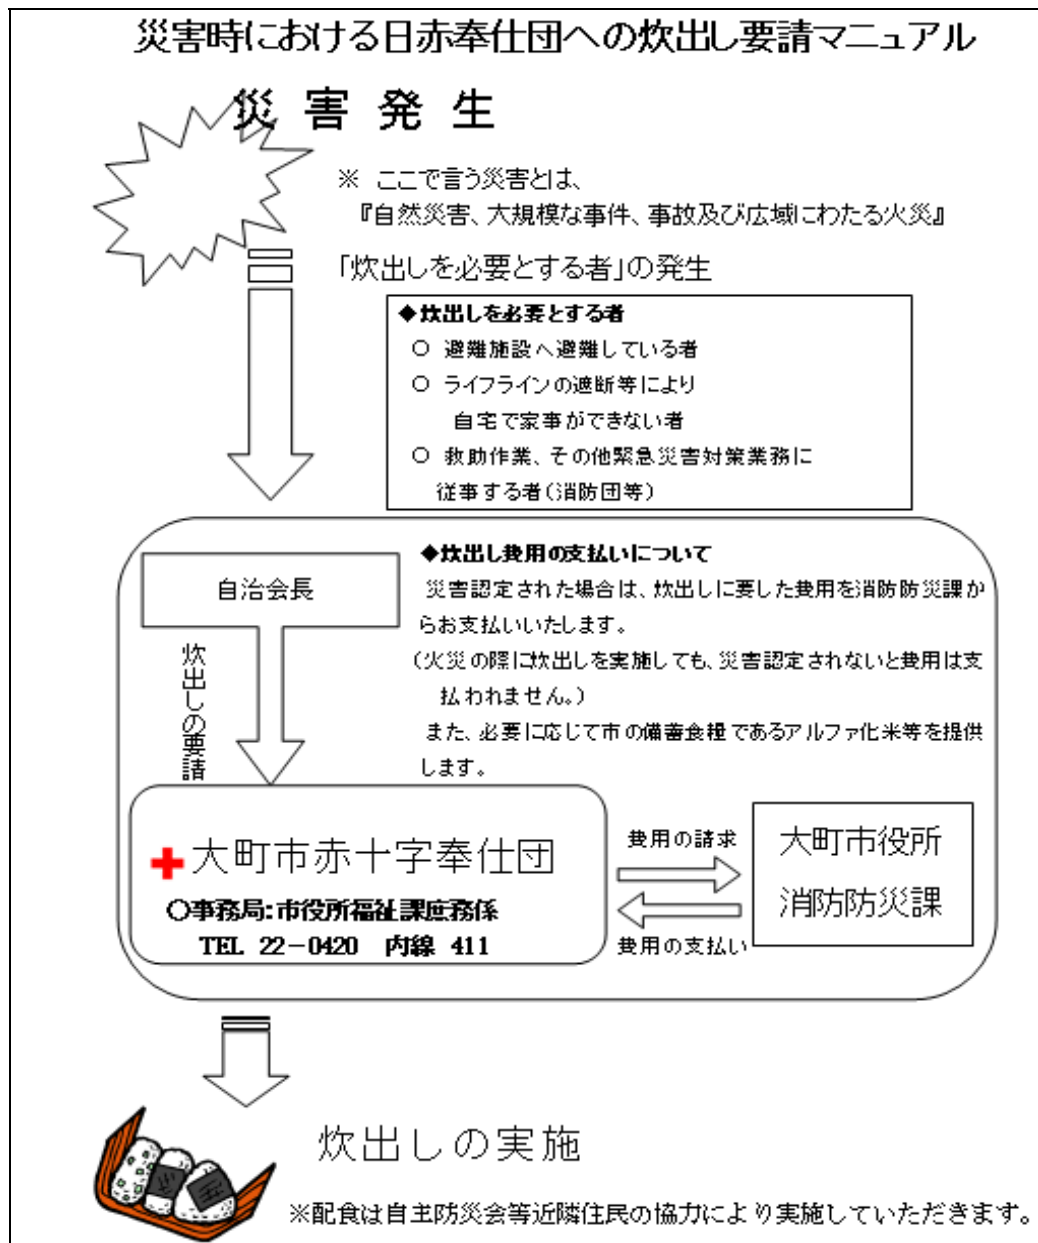 災害時における日赤奉仕団への炊出し要請マニュアル
災害発生
※ ここで言う災害とは、
『自然災害、大規模な事件、事故及び広域にわたる火災』
「炊出しを必要とする者」の発生
◆炊出しを必要とする者
○ 避難施設へ避難している者
○ ライフラインの遮断等により
自宅で家事ができない者
○ 救助作業、その他緊急災害対策業務に
従事する者(消防団等)
自治会長
炊出しの要請
◆炊出し費用の支払いについて
災害認定された場合は、炊出しに要した費用を消防防災課か
らお支払いいたします。
(火災の際に炊出しを実施しても、災害認定されないと費用は支
払われません。)
また、必要に応じて市の備蓄食糧であるアルファ化米等を提供
します。
大町市赤十字奉仕団
○事務局:市役所福祉課庶務係
TEL 22-0420 内線 411
費用の請求
費用の支払い
大町市役所
消防防災課
炊出しの実施
※配食は自主防災会等近隣住民の協力により実施していただきます。